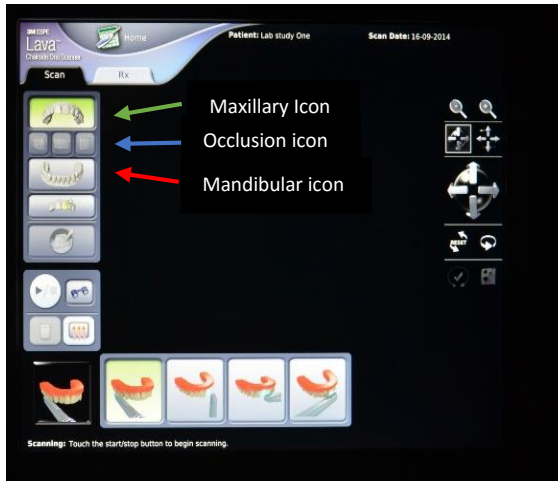 3M ESPE
Lava™
Chairside Oral Scanner
Home
Patient: Lab study One
Scan Date: 16-09-2014
Scan
Rx
Maxillary Icon
Occlusion icon
Mandibular icon
RESET
Scanning: Touch the start/stop button to begin scanning.